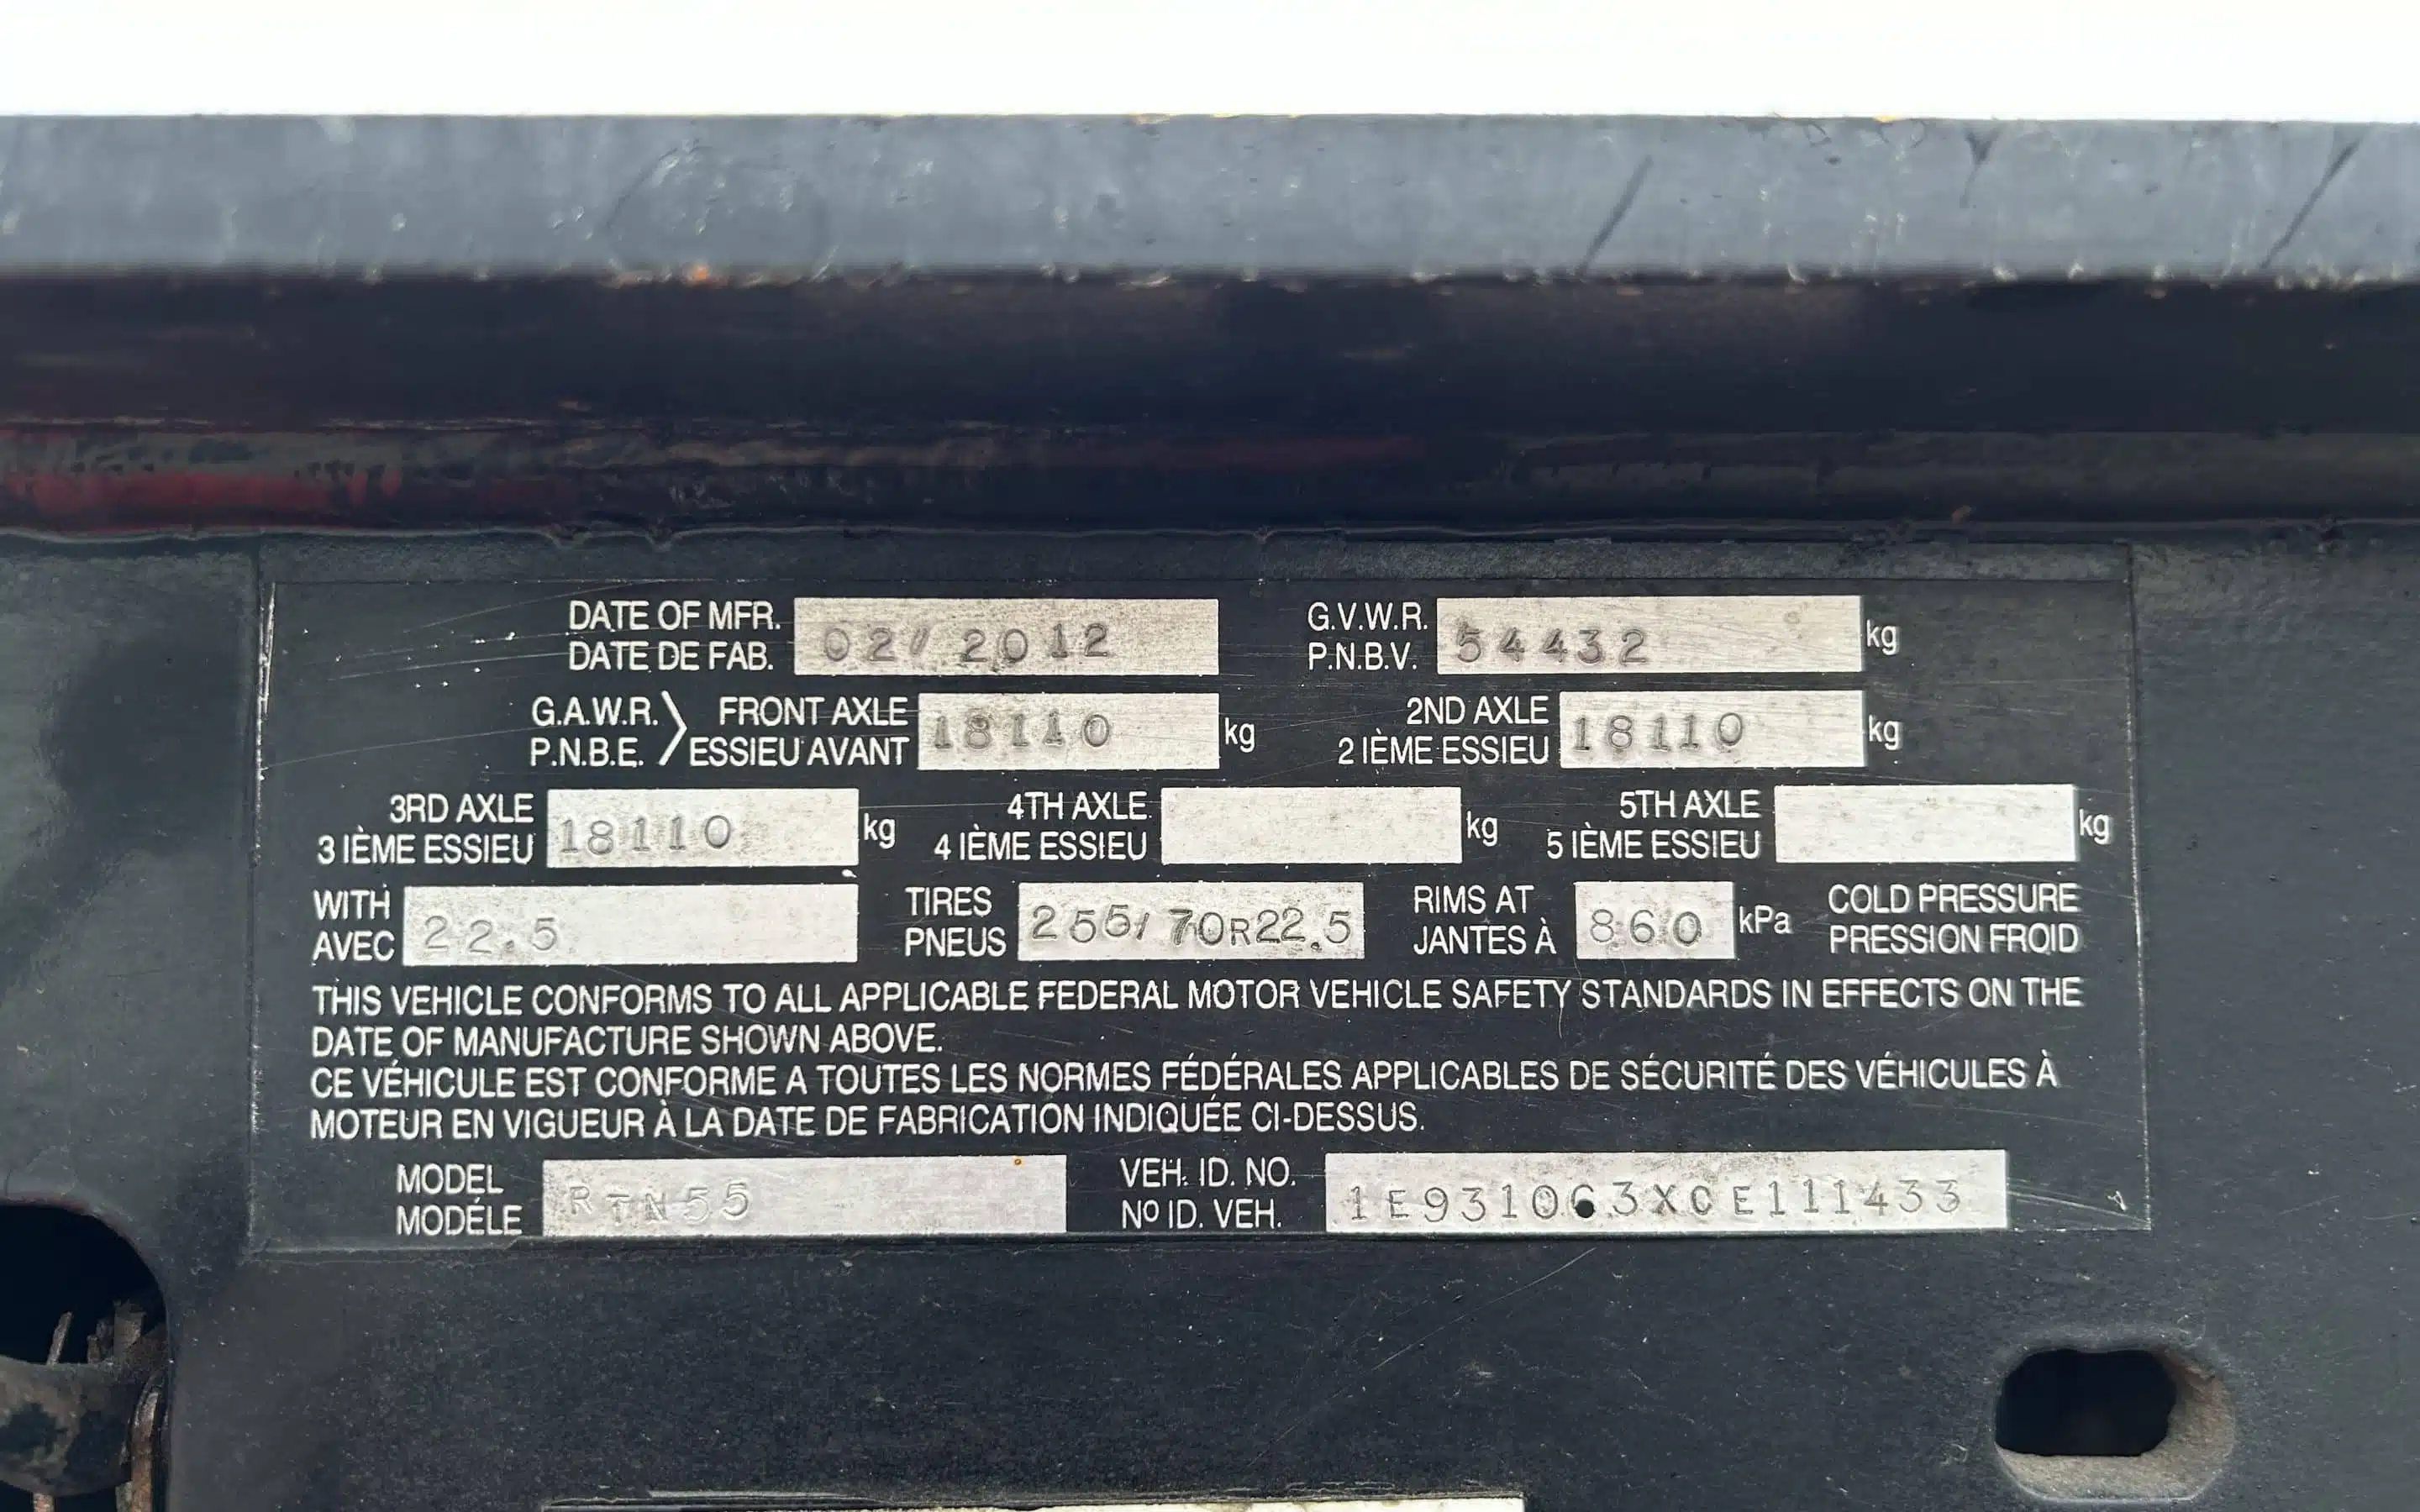 DATE OF MFR. 02/2012 G.V.W.R. 54432 kg
DATE DE FAB. P.N.B.V.
G.A.W.R. FRONT AXLE 18110 kg 2ND AXLE 18110 kg
P.N.B.E. ESSIEU AVANT 2 IÈME ESSIEU
3RD AXLE 18110 kg 4TH AXLE kg 5TH AXLE kg
3 IÈME ESSIEU 4 IÈME ESSIEU 5 IÈME ESSIEU
WITH 22.5 TIRES 255/70R22.5 RIMS AT 860 kPa COLD PRESSURE
AVEC PNEUS JANTES À PRESSION FROID
THIS VEHICLE CONFORMS TO ALL APPLICABLE FEDERAL MOTOR VEHICLE SAFETY STANDARDS IN EFFECTS ON THE
DATE OF MANUFACTURE SHOWN ABOVE.
CE VÉHICULE EST CONFORME A TOUTES LES NORMES FÉDÉRALES APPLICABLES DE SÉCURITÉ DES VÉHICULES À
MOTEUR EN VIGUEUR À LA DATE DE FABRICATION INDIQUÉE CI-DESSUS.
MODEL RTN55 VEH. ID. NO.
MODÉLE Nº ID. VEH.